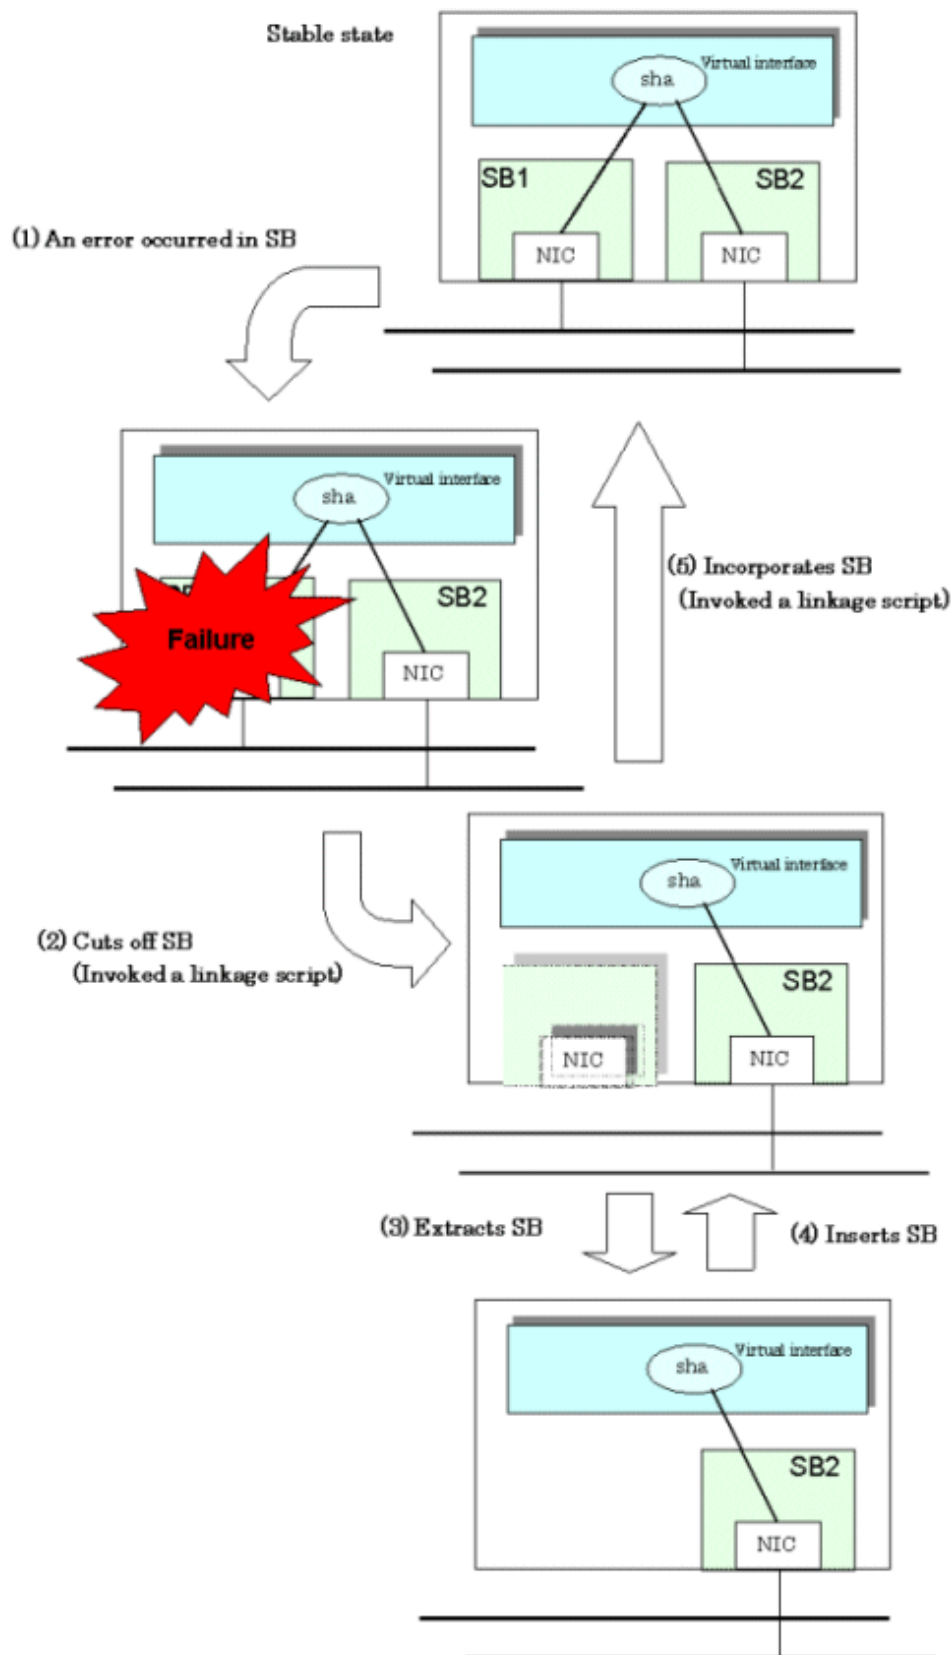 Stable state
Virtual interface
sha
SB1
SB2
NIC
NIC
(1) An error occurred in SB
Virtual interface
sha
SB2
Failure
NIC
(5) Incorporates SB
(Invoked a linkage script)
Virtual interface
sha
(2) Cuts off SB
(Invoked a linkage script)
SB2
NIC
NIC
(3) Extracts SB
(4) Inserts SB
Virtual interface
sha
SB2
NIC